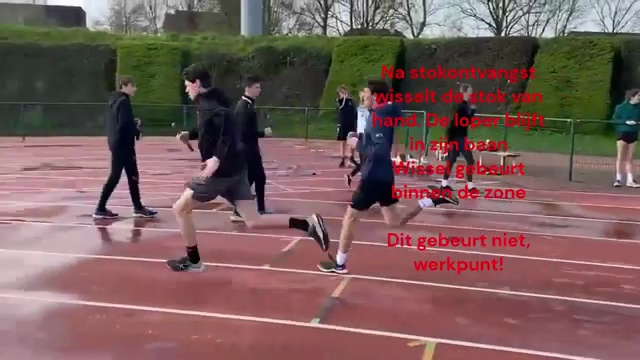 Na stokontvangst
wisselt de stok van
hand. De loper blijft
in zijn baan
Wissel gebeurt
binnen de zone
Dit gebeurt niet,
werkpunt!